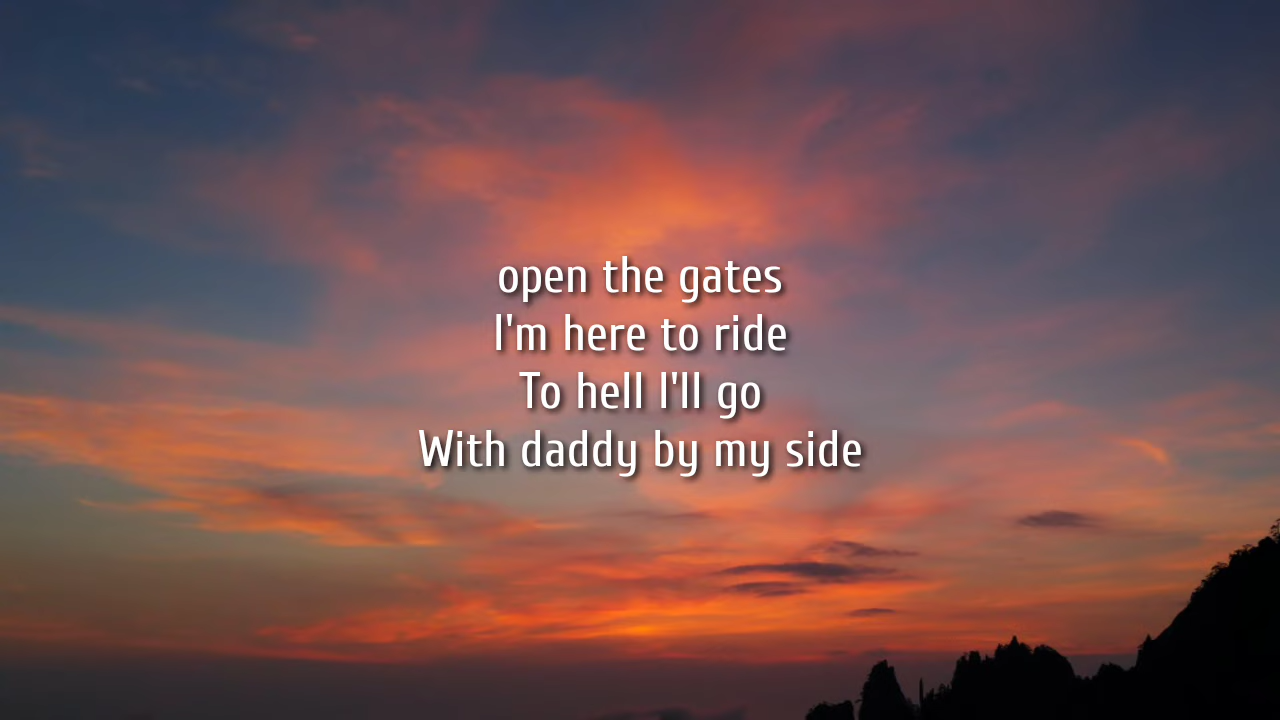 open the gates
I'm here to ride
To hell I'll go
With daddy by my side